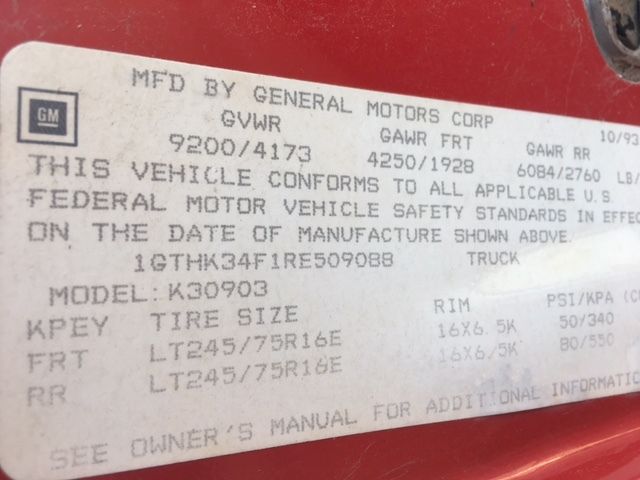 GM
MFD BY GENERAL MOTORS CORP
10/93
GVWR GAWR FRT GAWR RR
9200/4173 4250/1928 6084/2760 LB/
THIS VEHICLE CONFORMS TO ALL APPLICABLE U.S.
FEDERAL MOTOR VEHICLE SAFETY STANDARDS IN EFFEC
ON THE DATE OF MANUFACTURE SHOWN ABOVE.
1GTHK34F1RE509088 TRUCK
MODEL: K30903
KPEY TIRE SIZE RIM PSI/KPA (C
FRT LT245/75R16E 16X6.5K 50/340
RR LT245/75R16E 16X6.5K 80/550
SEE OWNER'S MANUAL FOR ADDITIONAL INFORMATIO